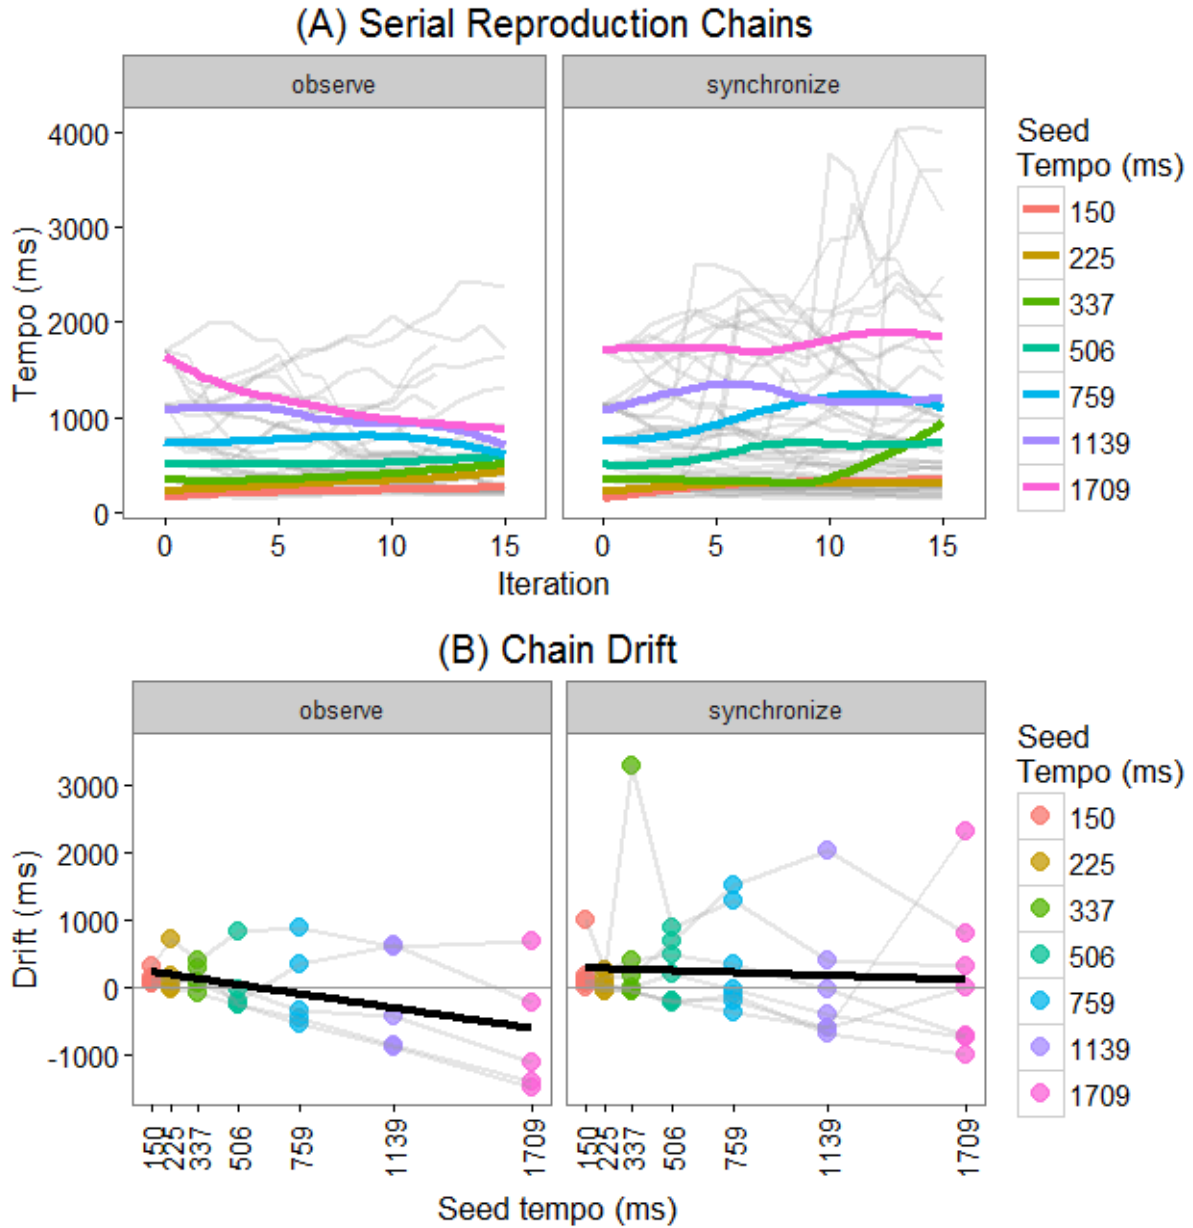 (A) Serial Reproduction Chains
observe
synchronize
Tempo (ms)
4000
3000
2000
1000
0
0 5 10 15
0 5 10 15
Iteration
Seed
Tempo (ms)
150
225
337
506
759
1139
1709
(B) Chain Drift
observe
synchronize
Drift (ms)
3000
2000
1000
0
-1000
150 225 337 506 759 1139 1709
150 225 337 506 759 1139 1709
Seed tempo (ms)
Seed
Tempo (ms)
150
225
337
506
759
1139
1709